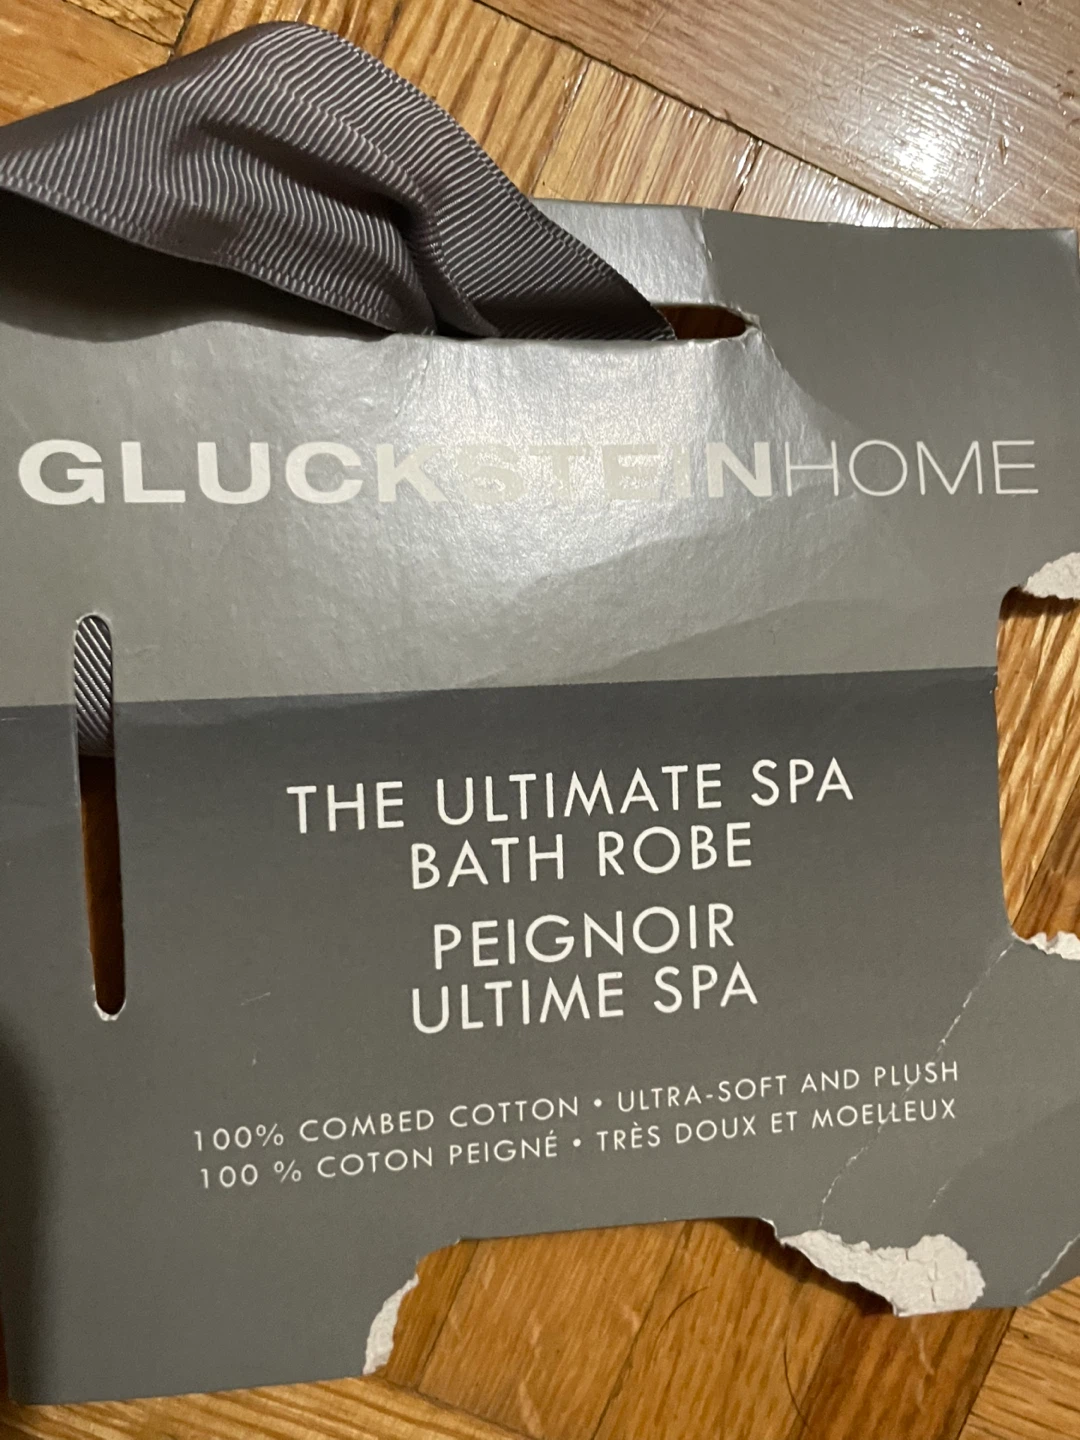 GLUCKSTEINHOME
THE ULTIMATE SPA
BATH ROBE
PEIGNOIR
ULTIME SPA
100% COMBED COTTON • ULTRA-SOFT AND PLUSH
100 % COTON PEIGNÉ • TRÈS DOUX ET MOELLEUX